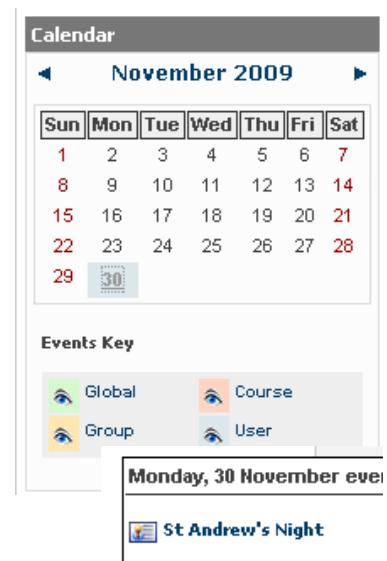 Calendar
November 2009
Sun Mon Tue Wed Thu Fri Sat
1 2 3 4 5 6 7
8 9 10 11 12 13 14
15 16 17 18 19 20 21
22 23 24 25 26 27 28
29 30
Events Key
Global Course
Group User
Monday, 30 November
St Andrew's Night